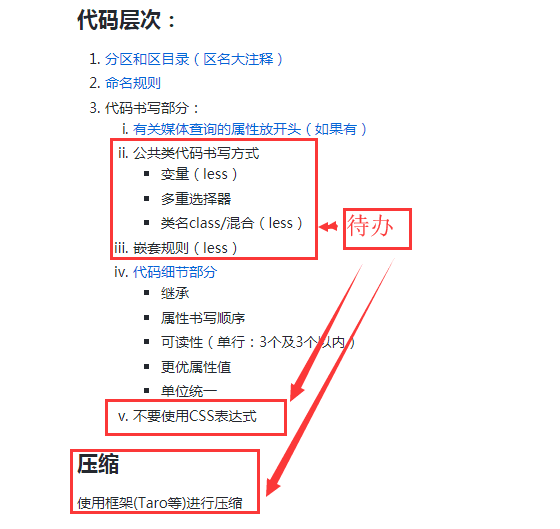 代码层次：
1. 分区和区目录（区名大注释）
2. 命名规则
3. 代码书写部分：
i. 有关媒体查询的属性放开头（如果有）
ii. 公共类代码书写方式
▪ 变量（less）
▪ 多重选择器
▪ 类名class/混合（less）
待办
iii. 嵌套规则（less）
iv. 代码细节部分
▪ 继承
▪ 属性书写顺序
▪ 可读性（单行：3个及3个以内）
▪ 更优属性值
▪ 单位统一
v. 不要使用CSS表达式
压缩
使用框架(Taro等)进行压缩